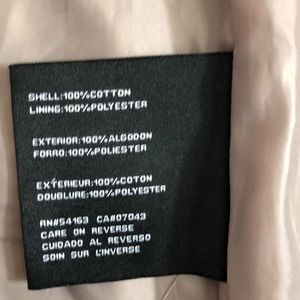 SHELL:100%COTTON
LINING:100%POLYESTER
EXTERIOR:100%ALGODON
FORRO:100%POLIESTER
EXTÉRIEUR:100%COTON
DOUBLURE:100%POLYESTER
RN#54163 CA#07043
CARE ON REVERSE
CUIDADO AL REVERSO
SOIN SUR L'INVERSE